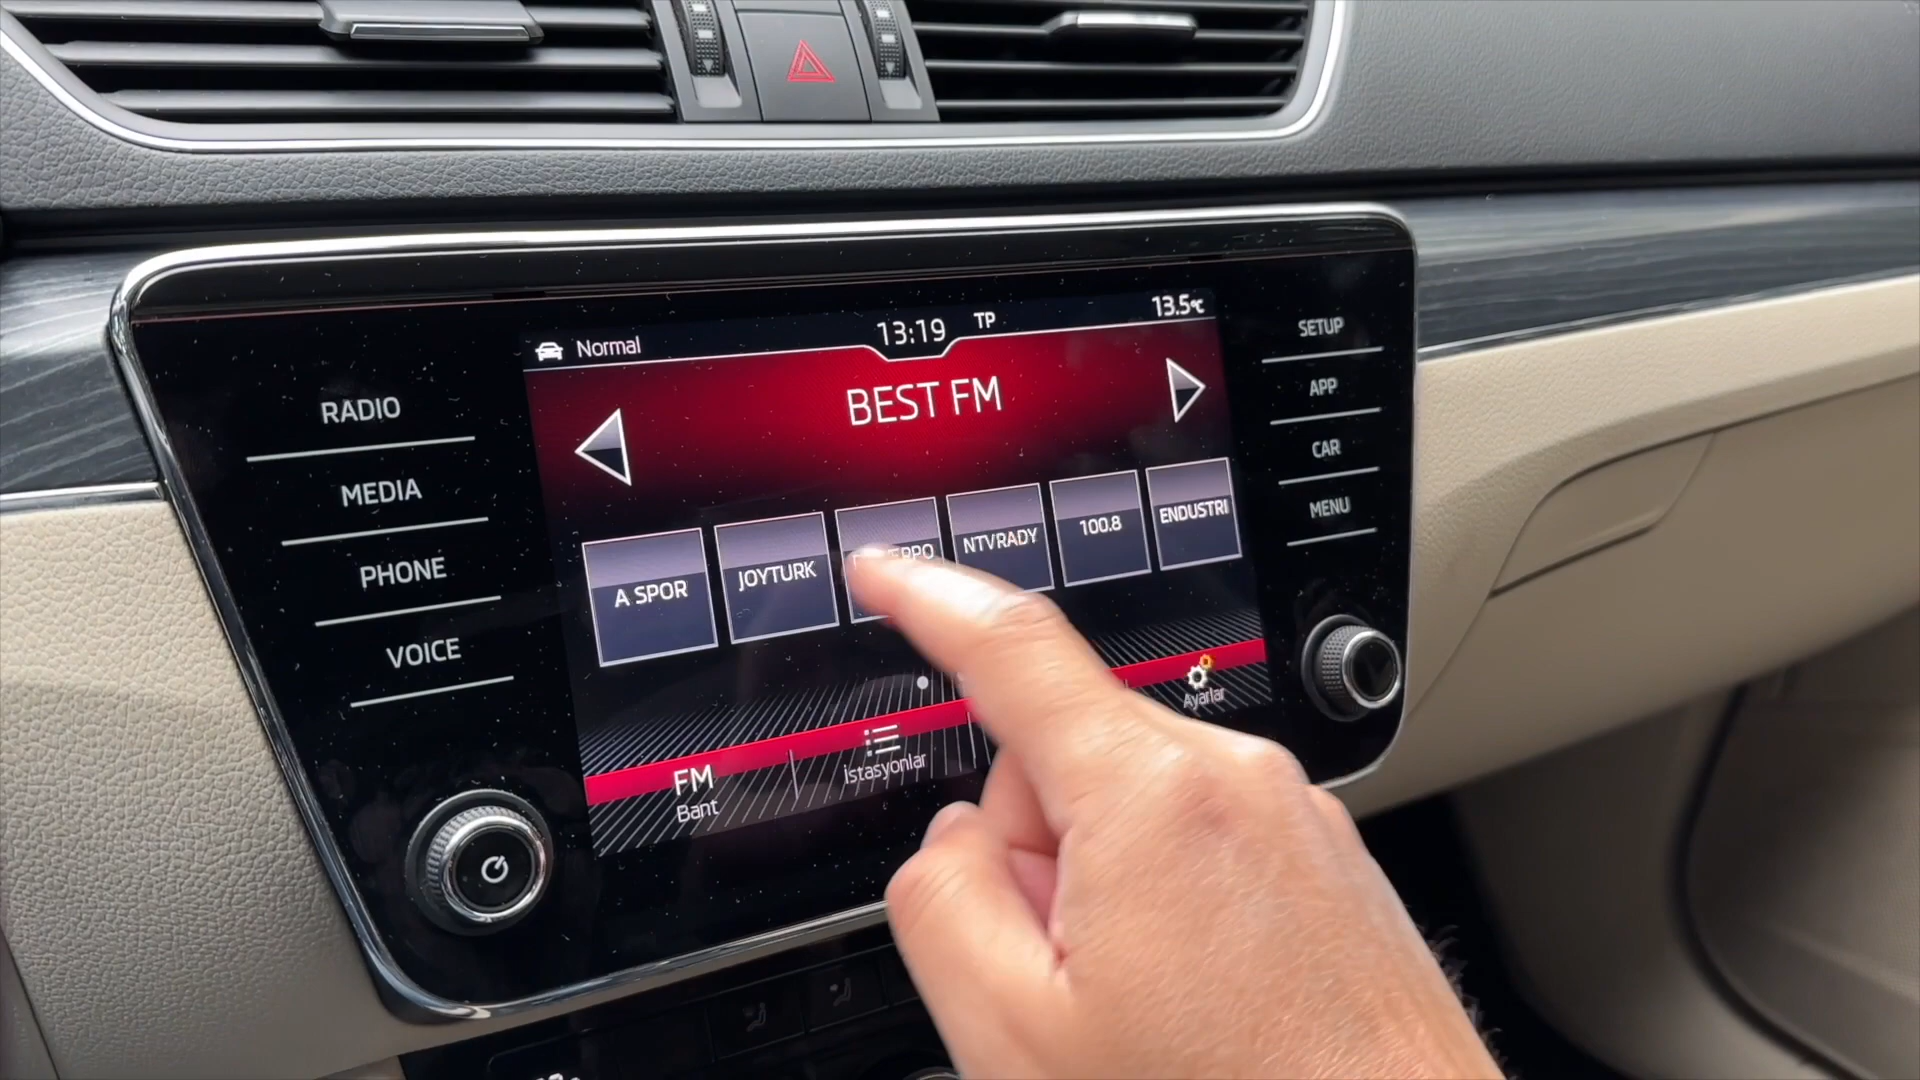 Normal
13:19
TP
13.5°C
BEST FM
A SPOR
JOYTURK
NTVRADY
100.8
ENDUSTRI
FM
Bant
İstasyonlar
Ayarlar
RADIO
MEDIA
PHONE
VOICE
SETUP
APP
CAR
MENU